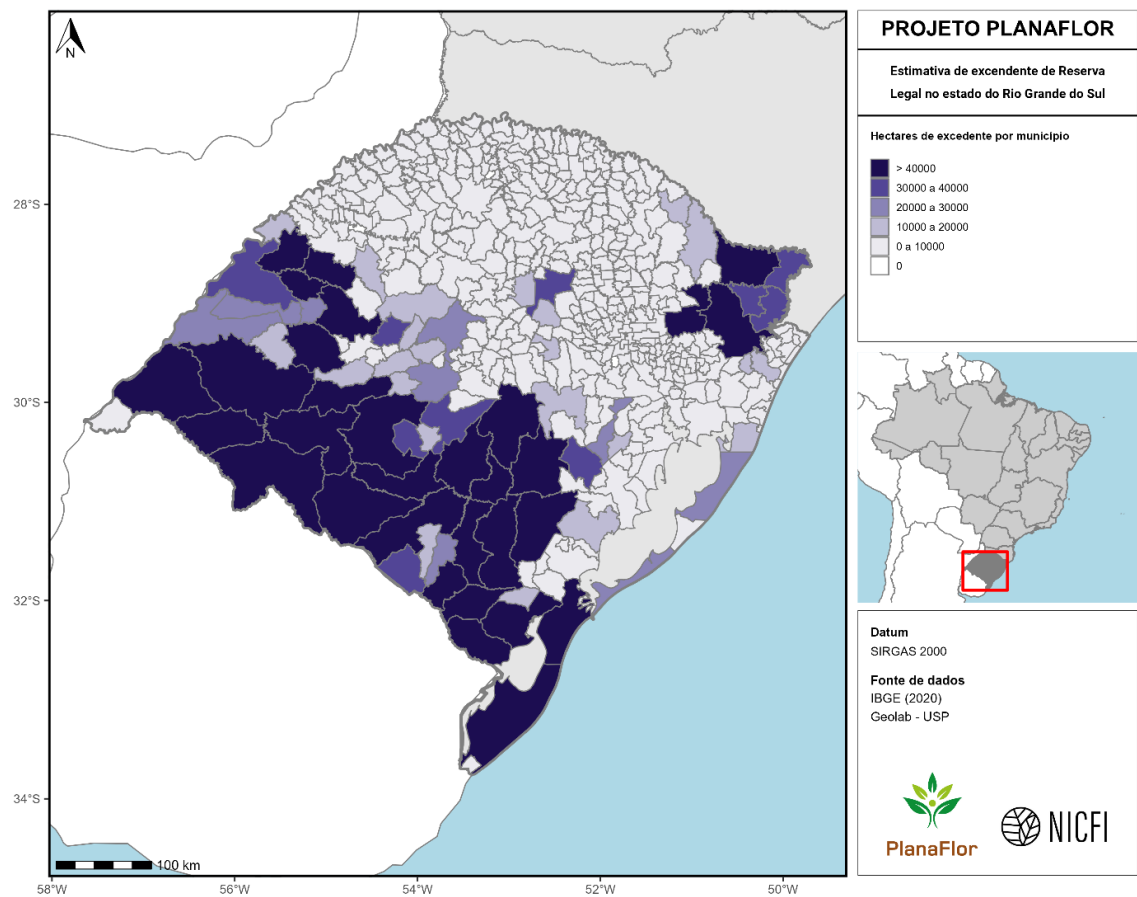 N
28°S
30°S
32°S
34°S
100 km
58°W
56°W
54°W
52°W
50°W
PROJETO PLANAFLOR
Estimativa de excendente de Reserva
Legal no estado do Rio Grande do Sul
Hectares de excedente por município
> 40000
30000 a 40000
20000 a 30000
10000 a 20000
0 a 10000
0
Datum
SIRGAS 2000
Fonte de dados
IBGE (2020)
Geolab - USP
PlanaFlor
NICFI